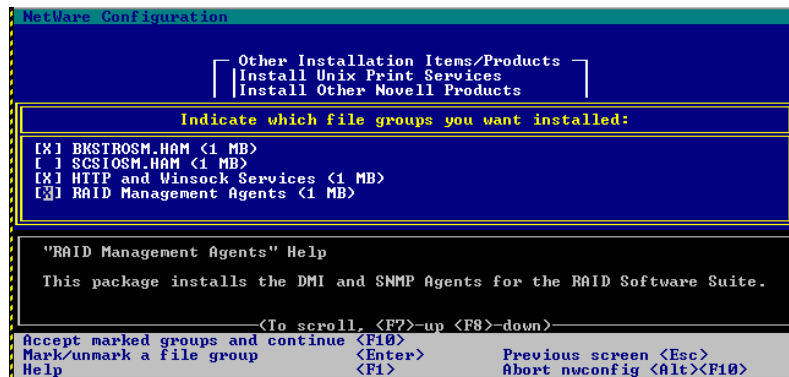 NetWare Configuration
Other Installation Items/Products
Install Unix Print Services
Install Other Novell Products
Indicate which file groups you want installed:
[X] BKSTROSM.HAM (1 MB)
[ ] SCSIOSM.HAM (1 MB)
[X] HTTP and Winsock Services (1 MB)
[X] RAID Management Agents (1 MB)
"RAID Management Agents" Help
This package installs the DMI and SNMP Agents for the RAID Software Suite.
(To scroll, <F7>-up <F8>-down)
Accept marked groups and continue <F10>
Mark/unmark a file group <Enter> Previous screen <Esc>
Help <F1> Abort nwconfig <Alt><F10>